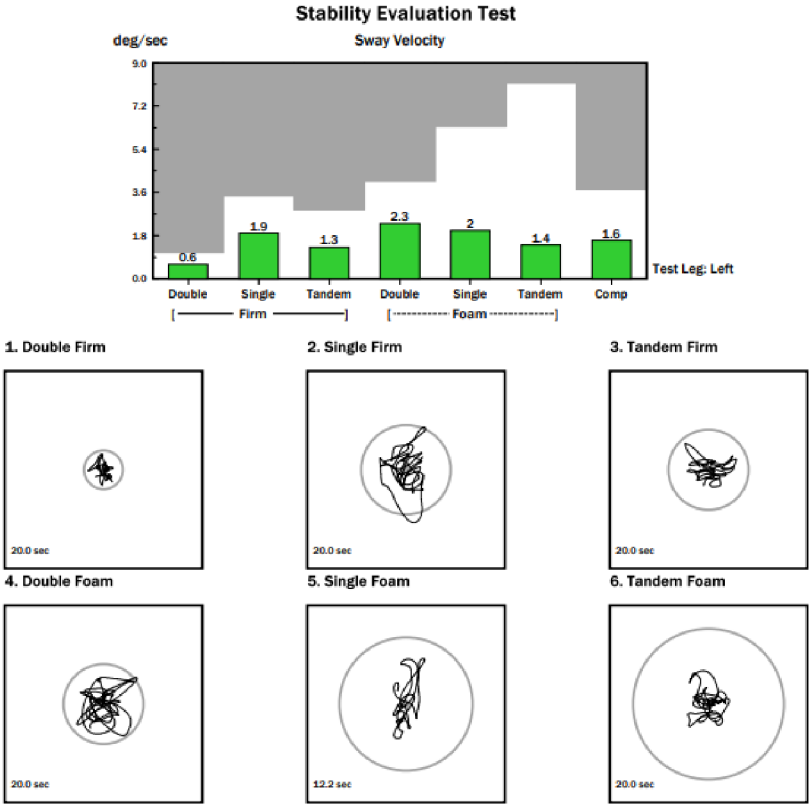 Stability Evaluation Test
deg/sec Sway Velocity
9.0
7.2
5.4
3.6
1.8
0.0
0.6 1.9 1.3 2.3 2 1.4 1.6
Test Leg: Left
Double Single Tandem Double Single Tandem Comp
[ Firm ] [ Foam ]
1. Double Firm 2. Single Firm 3. Tandem Firm
20.0 sec 20.0 sec 20.0 sec
4. Double Foam 5. Single Foam 6. Tandem Foam
20.0 sec 12.2 sec 20.0 sec